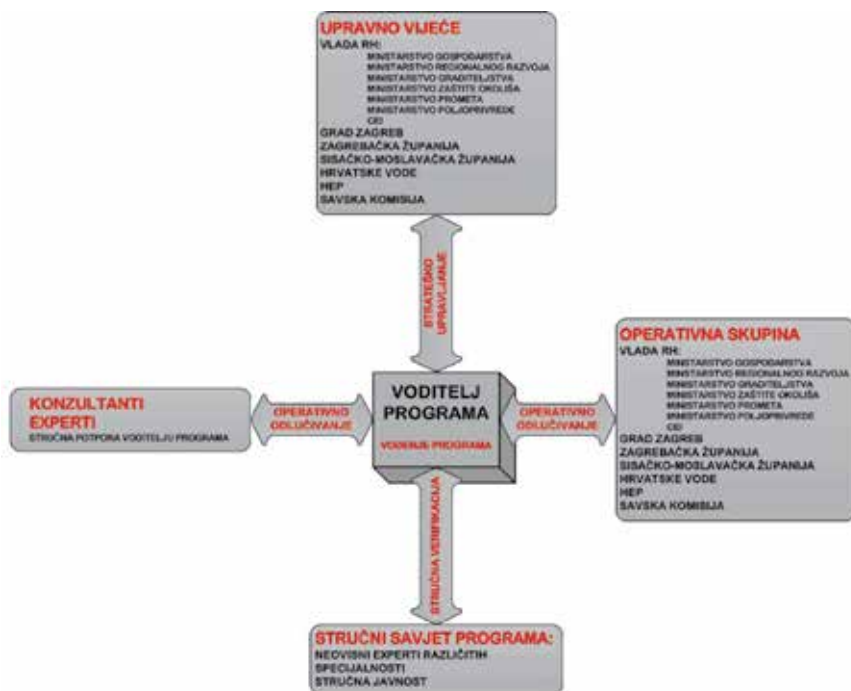 UPRAVNO VIJEĆE
VLADA RH:
MINISTARSTVO GOSPODARSTVA
MINISTARSTVO REGIONALNOG RAZVOJA
MINISTARSTVO GRADITELJSTVA
MINISTARSTVO ZAŠTITE OKOLIŠA
MINISTARSTVO PROMETA
MINISTARSTVO POLJOPRIVREDE
CEI
GRAD ZAGREB
ZAGREBAČKA ŽUPANIJA
SISAČKO-MOSLAVAČKA ŽUPANIJA
HRVATSKE VODE
HEP
SAVSKA KOMISIJA
STRATEŠKO
UPRAVLJANJE
KONZULTANTI
EXPERTI
STRUČNA POTPORA VODITELJU PROGRAMA
OPERATIVNO
ODLUČIVANJE
VODITELJ
PROGRAMA
VOĐENJE PROGRAMA
OPERATIVNO
ODLUČIVANJE
OPERATIVNA SKUPINA
VLADA RH:
MINISTARSTVO GOSPODARSTVA
MINISTARSTVO REGIONALNOG RAZVOJA
MINISTARSTVO GRADITELJSTVA
MINISTARSTVO ZAŠTITE OKOLIŠA
MINISTARSTVO PROMETA
MINISTARSTVO POLJOPRIVREDE
CEI
GRAD ZAGREB
ZAGREBAČKA ŽUPANIJA
SISAČKO-MOSLAVAČKA ŽUPANIJA
HRVATSKE VODE
HEP
SAVSKA KOMISIJA
STRUČNA VERIFIKACIJA
STRUČNI SAVJET PROGRAMA:
NEOVISNI EXPERTI RAZLIČITIH
SPECIJALNOSTI
STRUČNA JAVNOST